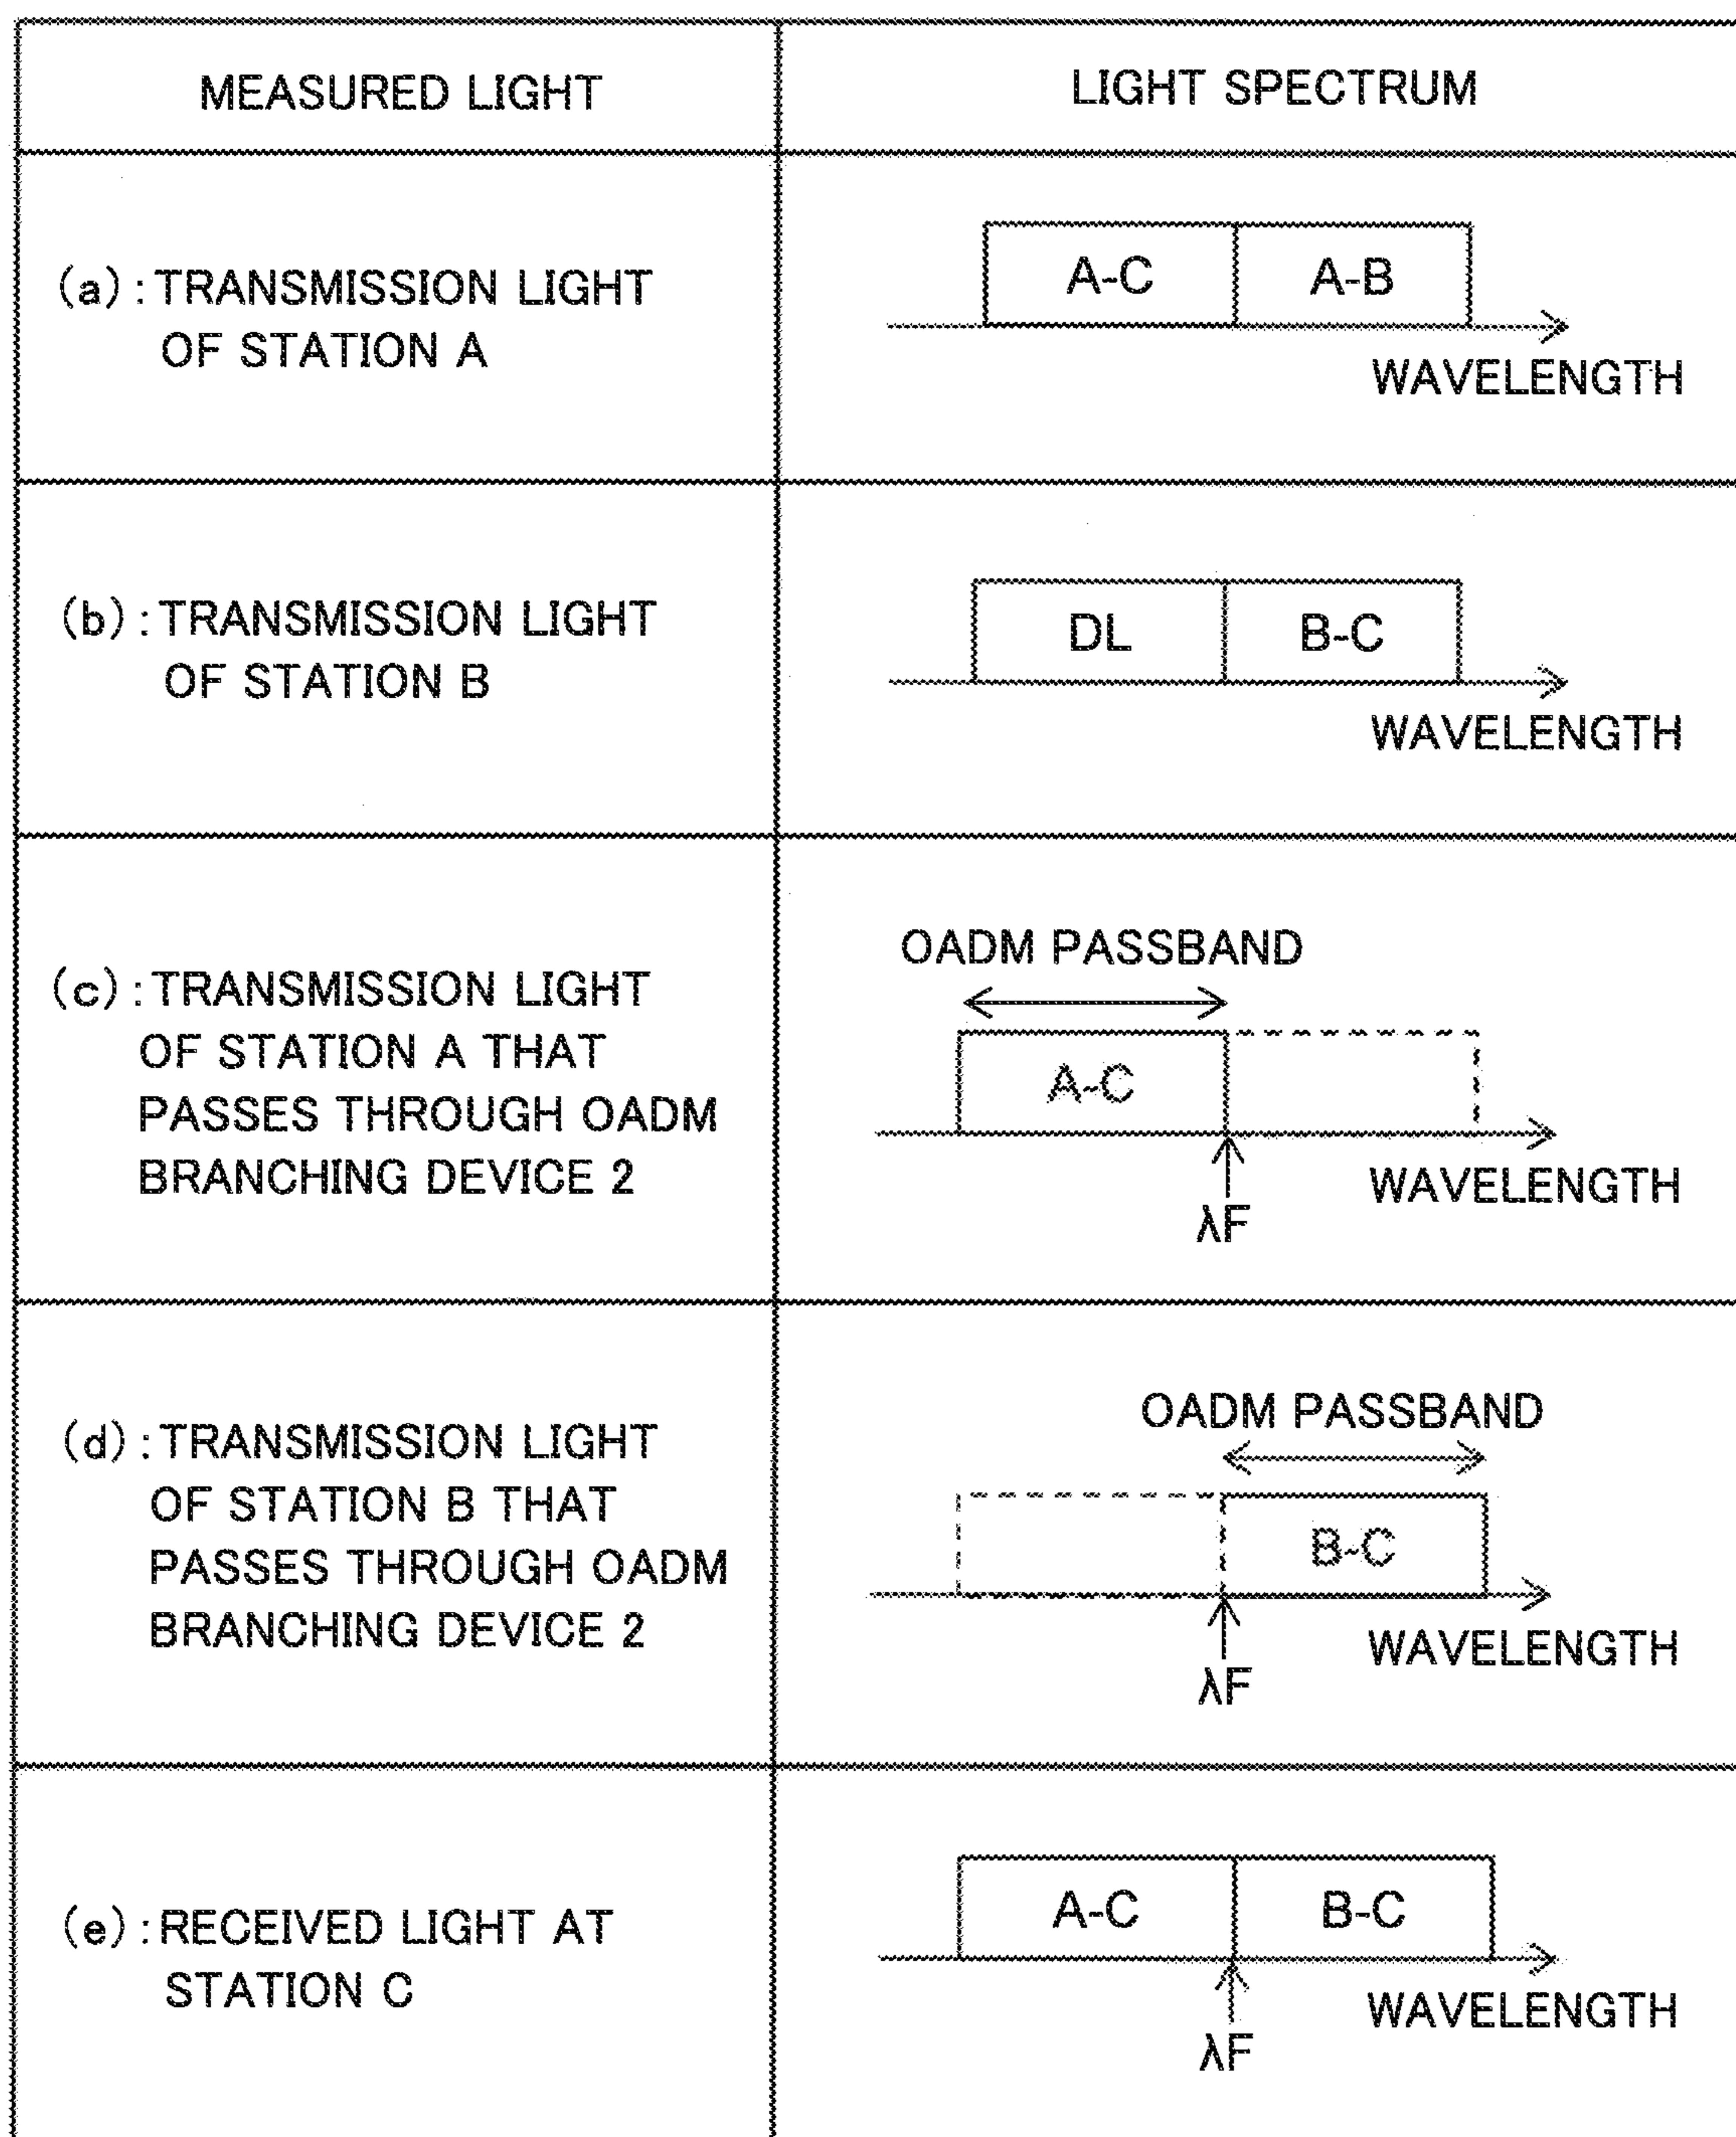 MEASURED LIGHT
LIGHT SPECTRUM
(a) : TRANSMISSION LIGHT
OF STATION A
A-C
A-B
WAVELENGTH
(b) : TRANSMISSION LIGHT
OF STATION B
DL
B-C
WAVELENGTH
(c) : TRANSMISSION LIGHT
OF STATION A THAT
PASSES THROUGH OADM
BRANCHING DEVICE 2
OADM PASSBAND
A-C
WAVELENGTH
λF
(d) : TRANSMISSION LIGHT
OF STATION B THAT
PASSES THROUGH OADM
BRANCHING DEVICE 2
OADM PASSBAND
B-C
WAVELENGTH
λF
(e) : RECEIVED LIGHT AT
STATION C
A-C
B-C
WAVELENGTH
λF